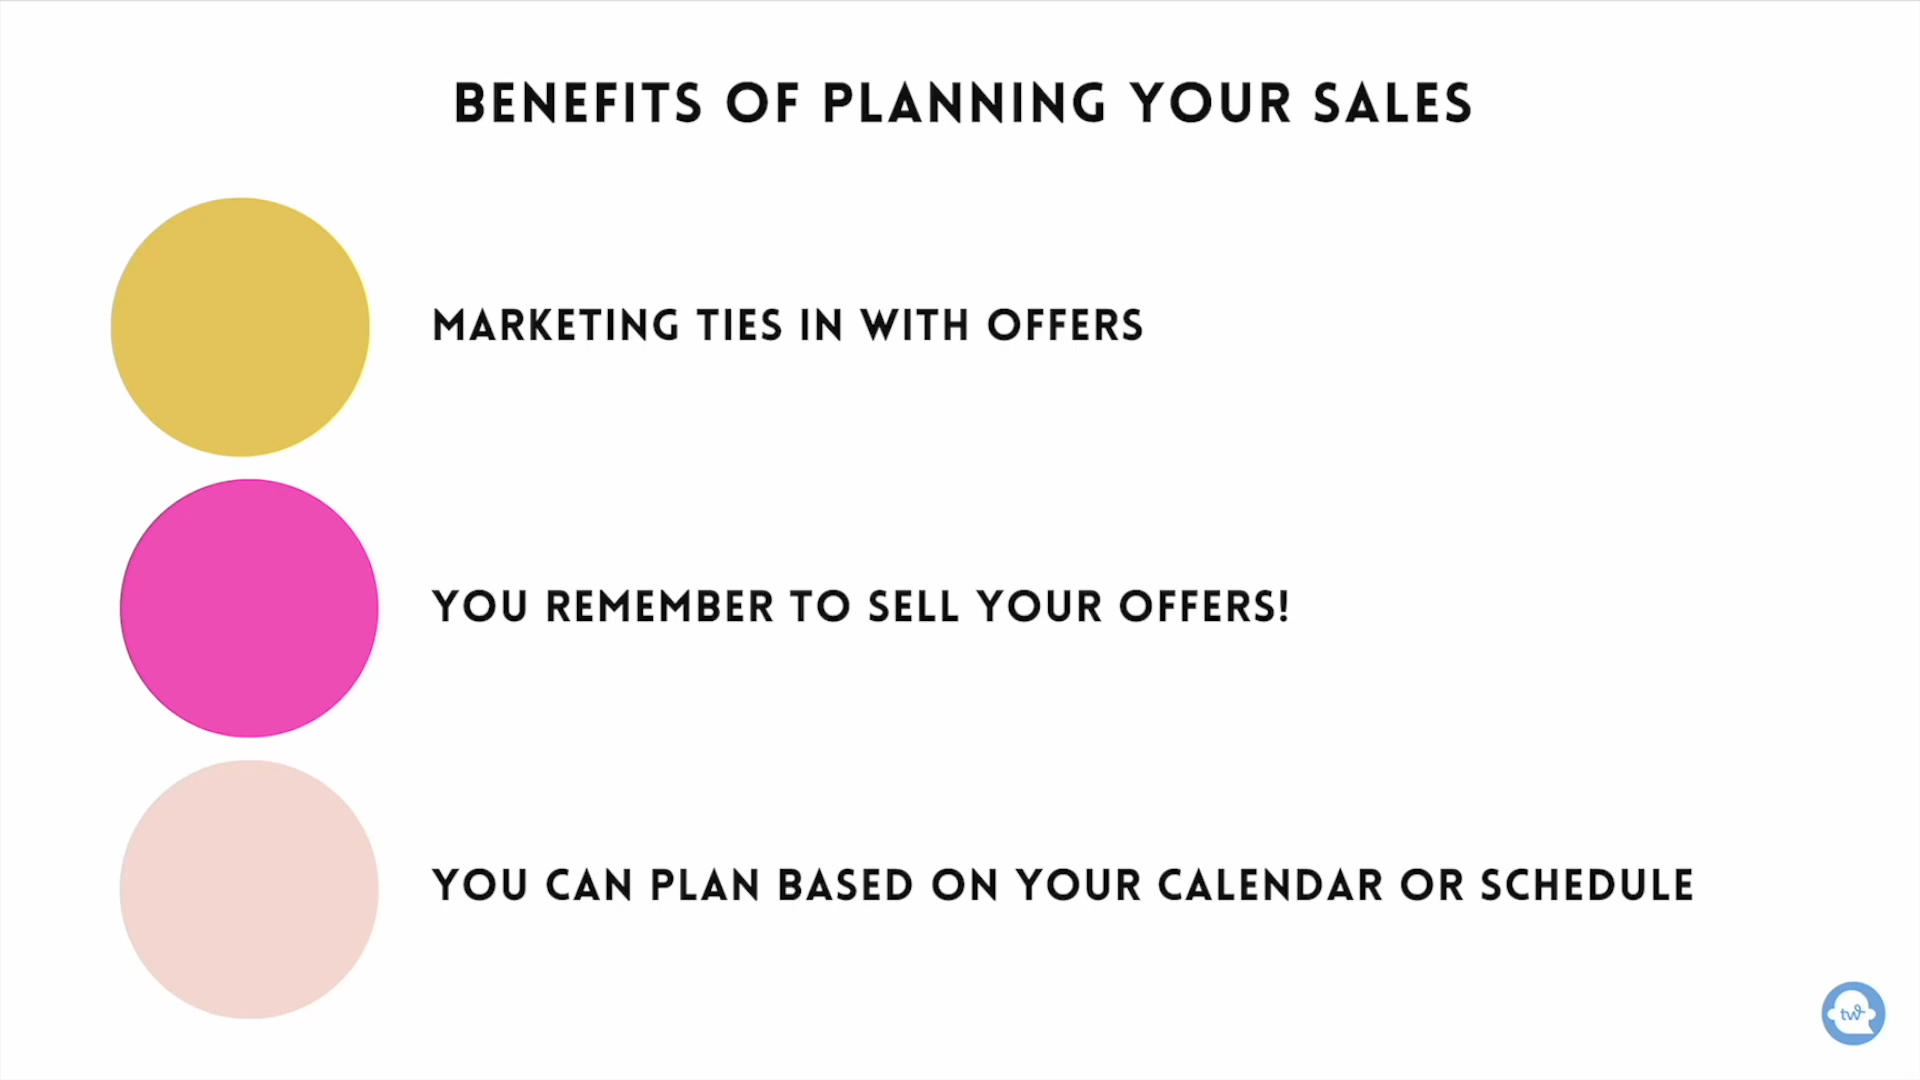 BENEFITS OF PLANNING YOUR SALES
MARKETING TIES IN WITH OFFERS
YOU REMEMBER TO SELL YOUR OFFERS!
YOU CAN PLAN BASED ON YOUR CALENDAR OR SCHEDULE
tw